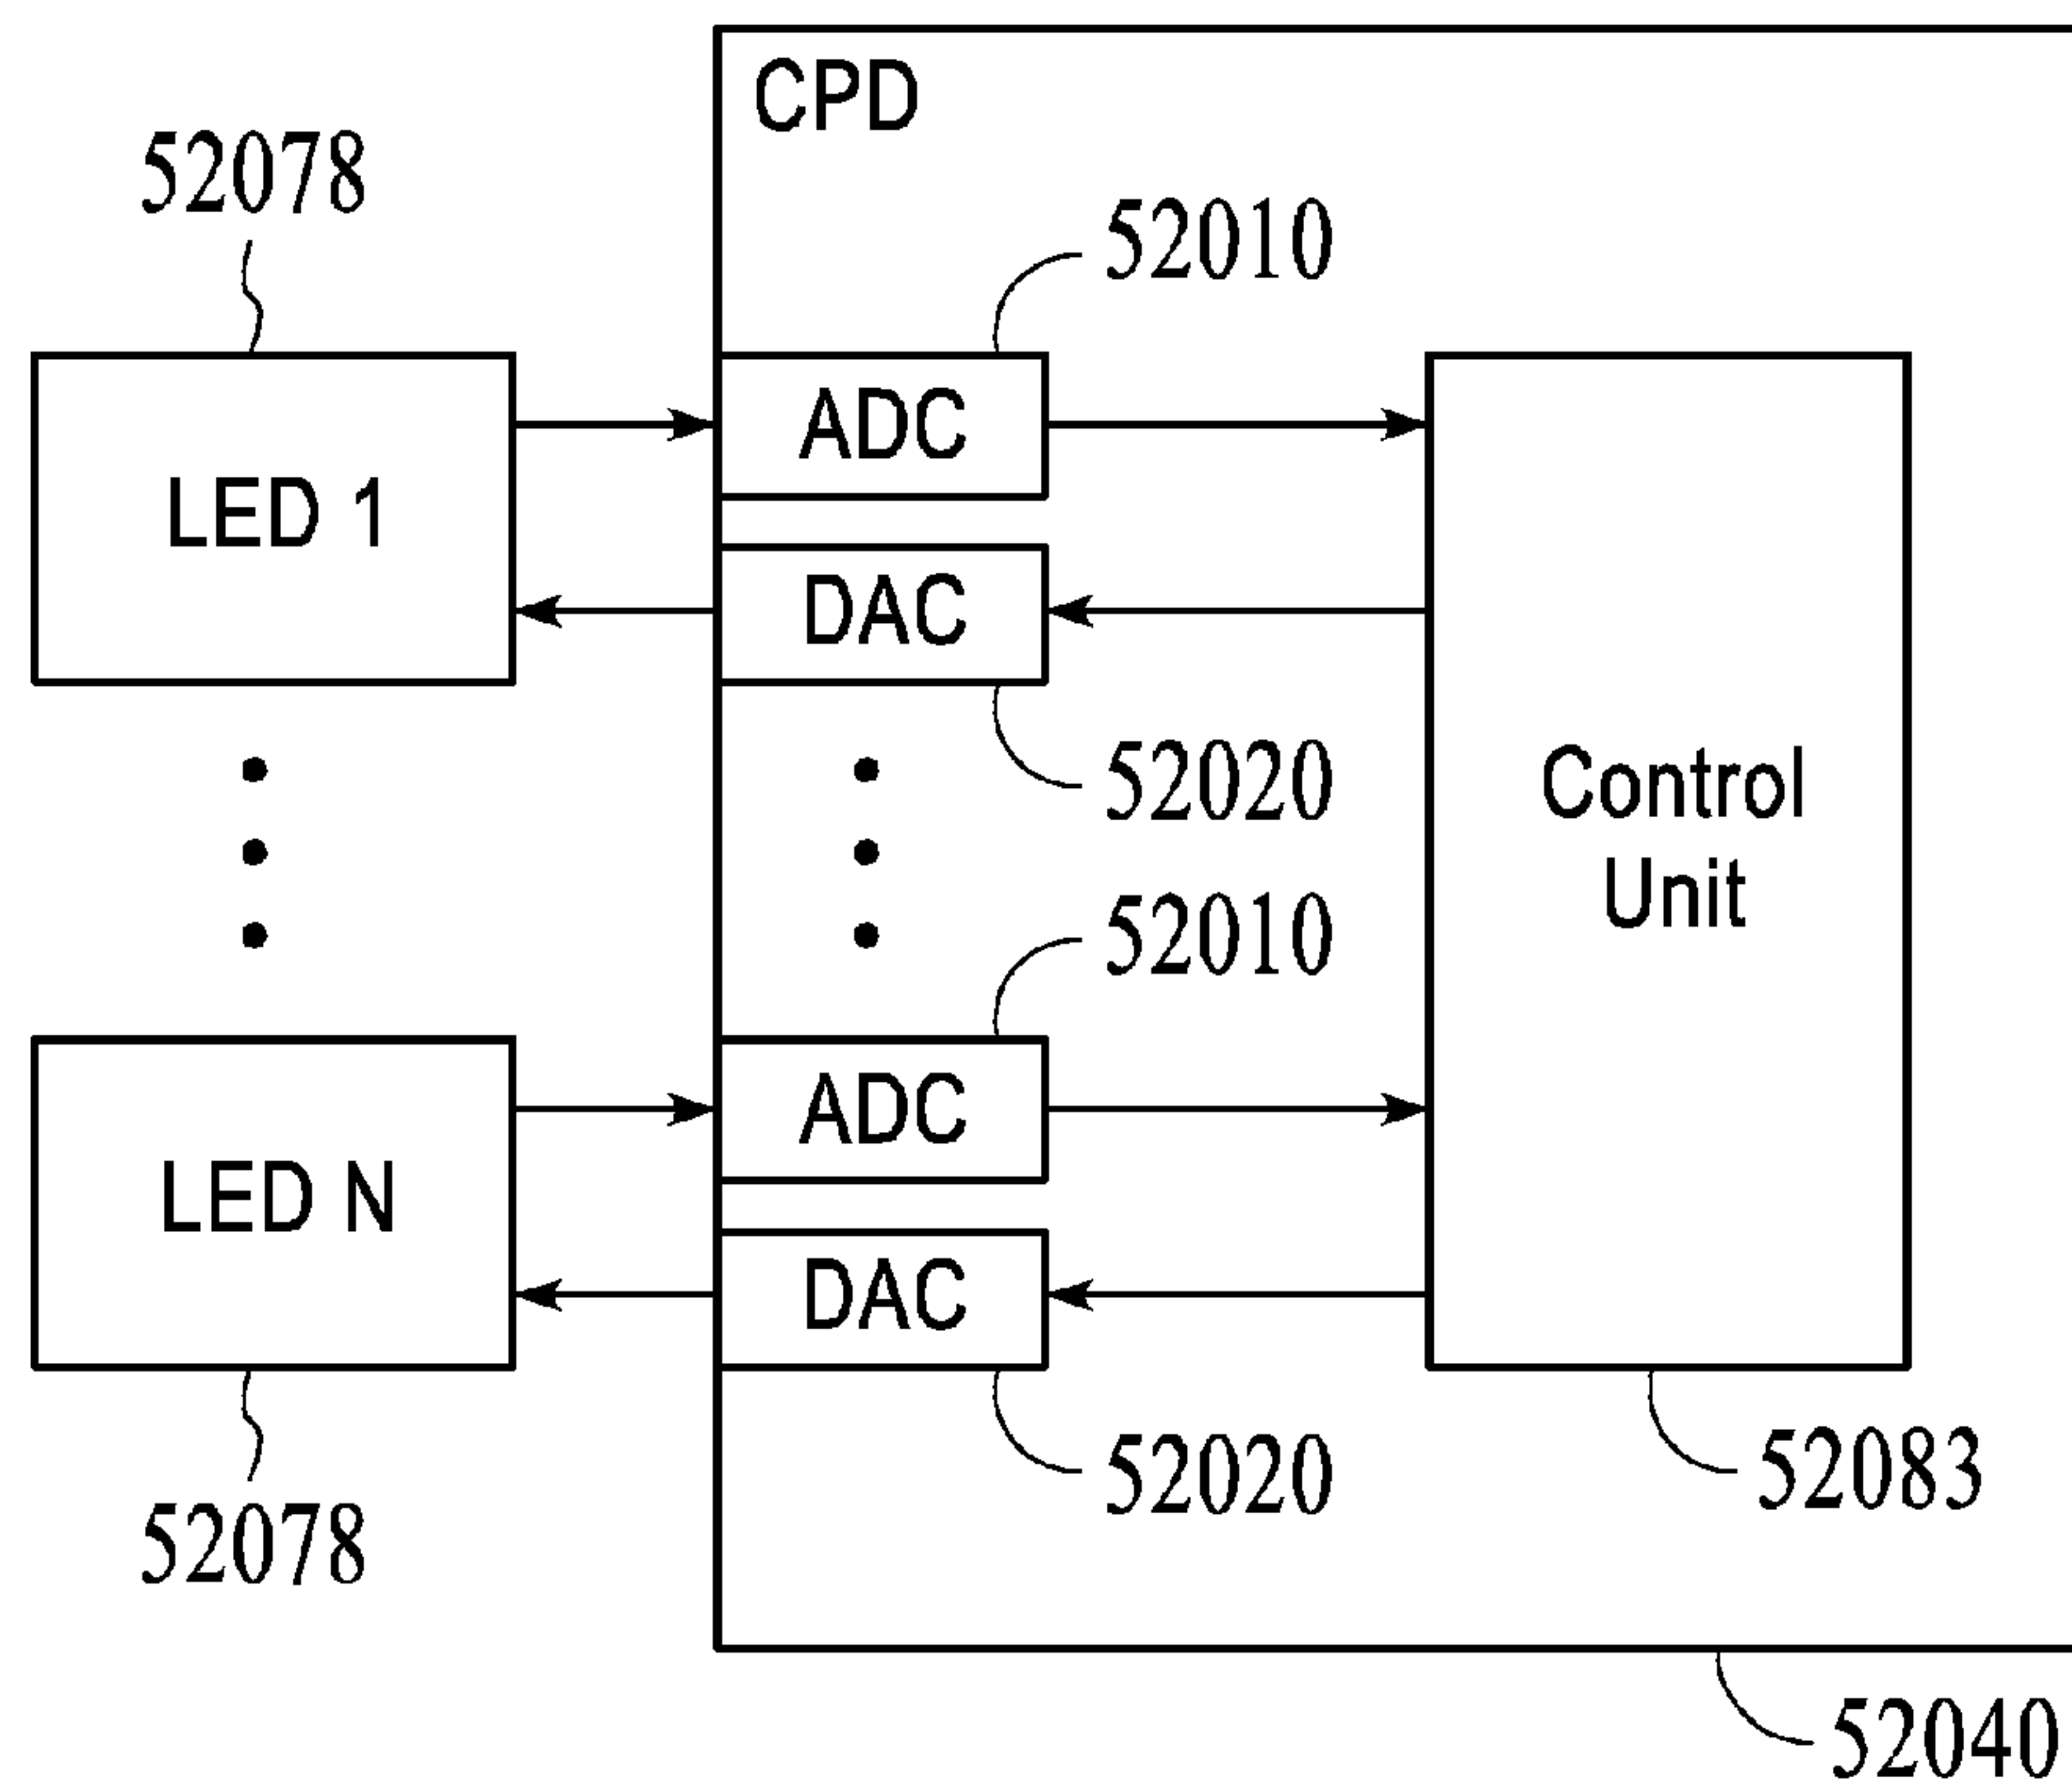 CPD
52078
52010
ADC
LED 1
DAC
52020
Control
Unit
52010
ADC
LED N
DAC
52020
52083
52078
52040